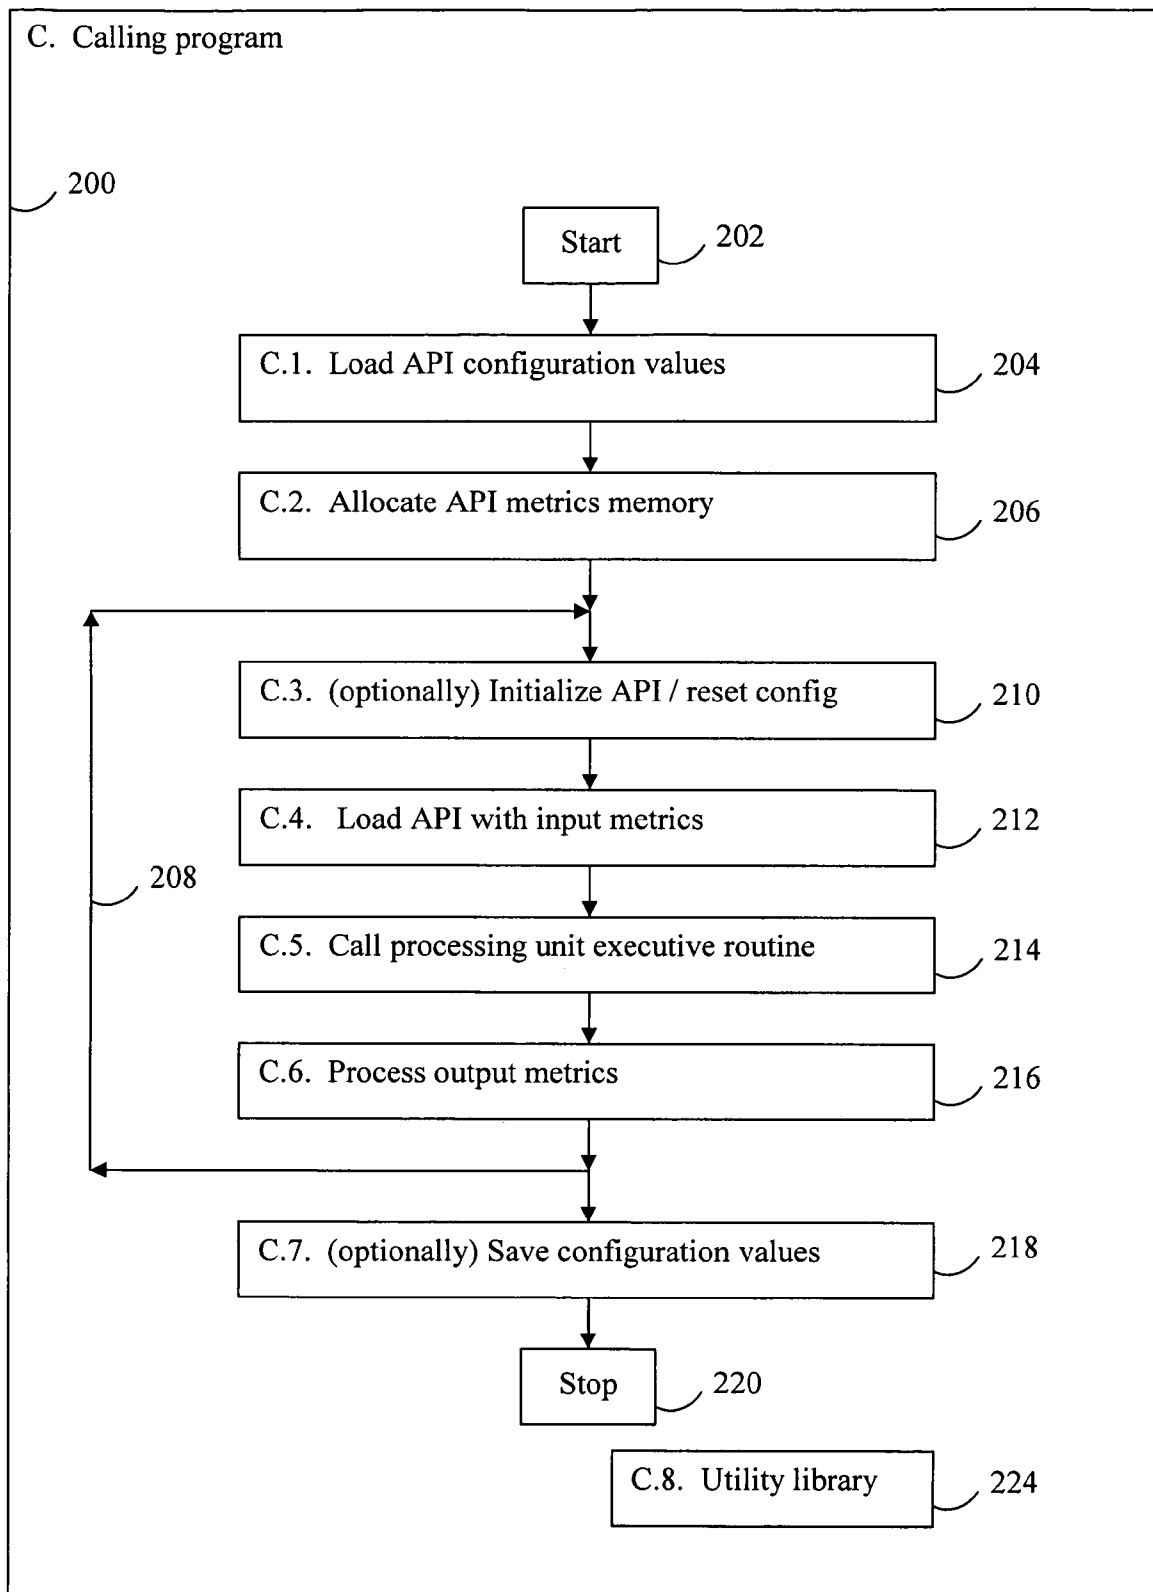 C. Calling program
200
Start
202
C.1. Load API configuration values
204
C.2. Allocate API metrics memory
206
C.3. (optionally) Initialize API / reset config
210
C.4. Load API with input metrics
212
208
C.5. Call processing unit executive routine
214
C.6. Process output metrics
216
C.7. (optionally) Save configuration values
218
Stop
220
C.8. Utility library
224